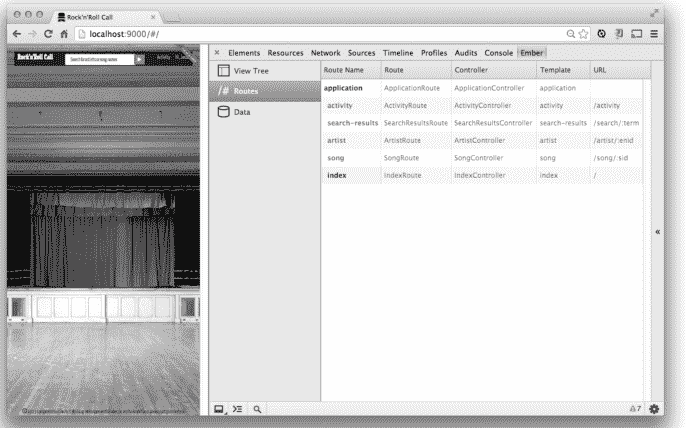 Rock'n'Roll Call
localhost:9000/#/
Rock'n'Roll Call
Elements Resources Network Sources Timeline Profiles Audits Console Ember
View Tree
/# Routes
Data
Route Name Route Controller Template URL
application ApplicationRoute ApplicationController application
activity ActivityRoute ActivityController activity /activity
search-results SearchResultsRoute SearchResultsController search-results /search/:term
artist ArtistRoute ArtistController artist /artist/:enid
song SongRoute SongController song /song/:sid
index IndexRoute IndexController index /
7